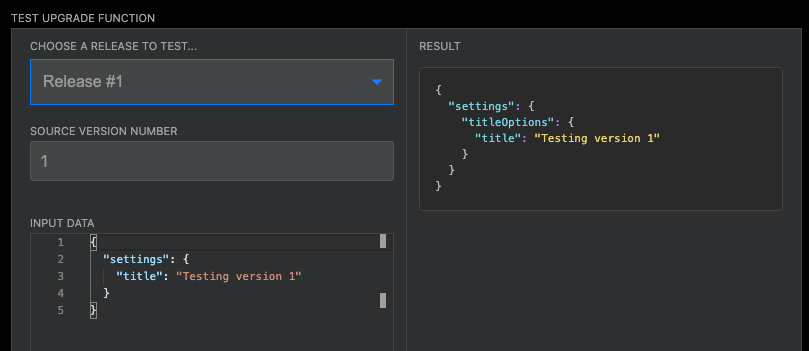 TEST UPGRADE FUNCTION
CHOOSE A RELEASE TO TEST...
Release #1
SOURCE VERSION NUMBER
1
INPUT DATA
1 {
2 "settings": {
3 "title": "Testing version 1"
4 }
5 }
RESULT
{
"settings": {
"titleOptions": {
"title": "Testing version 1"
}
}
}